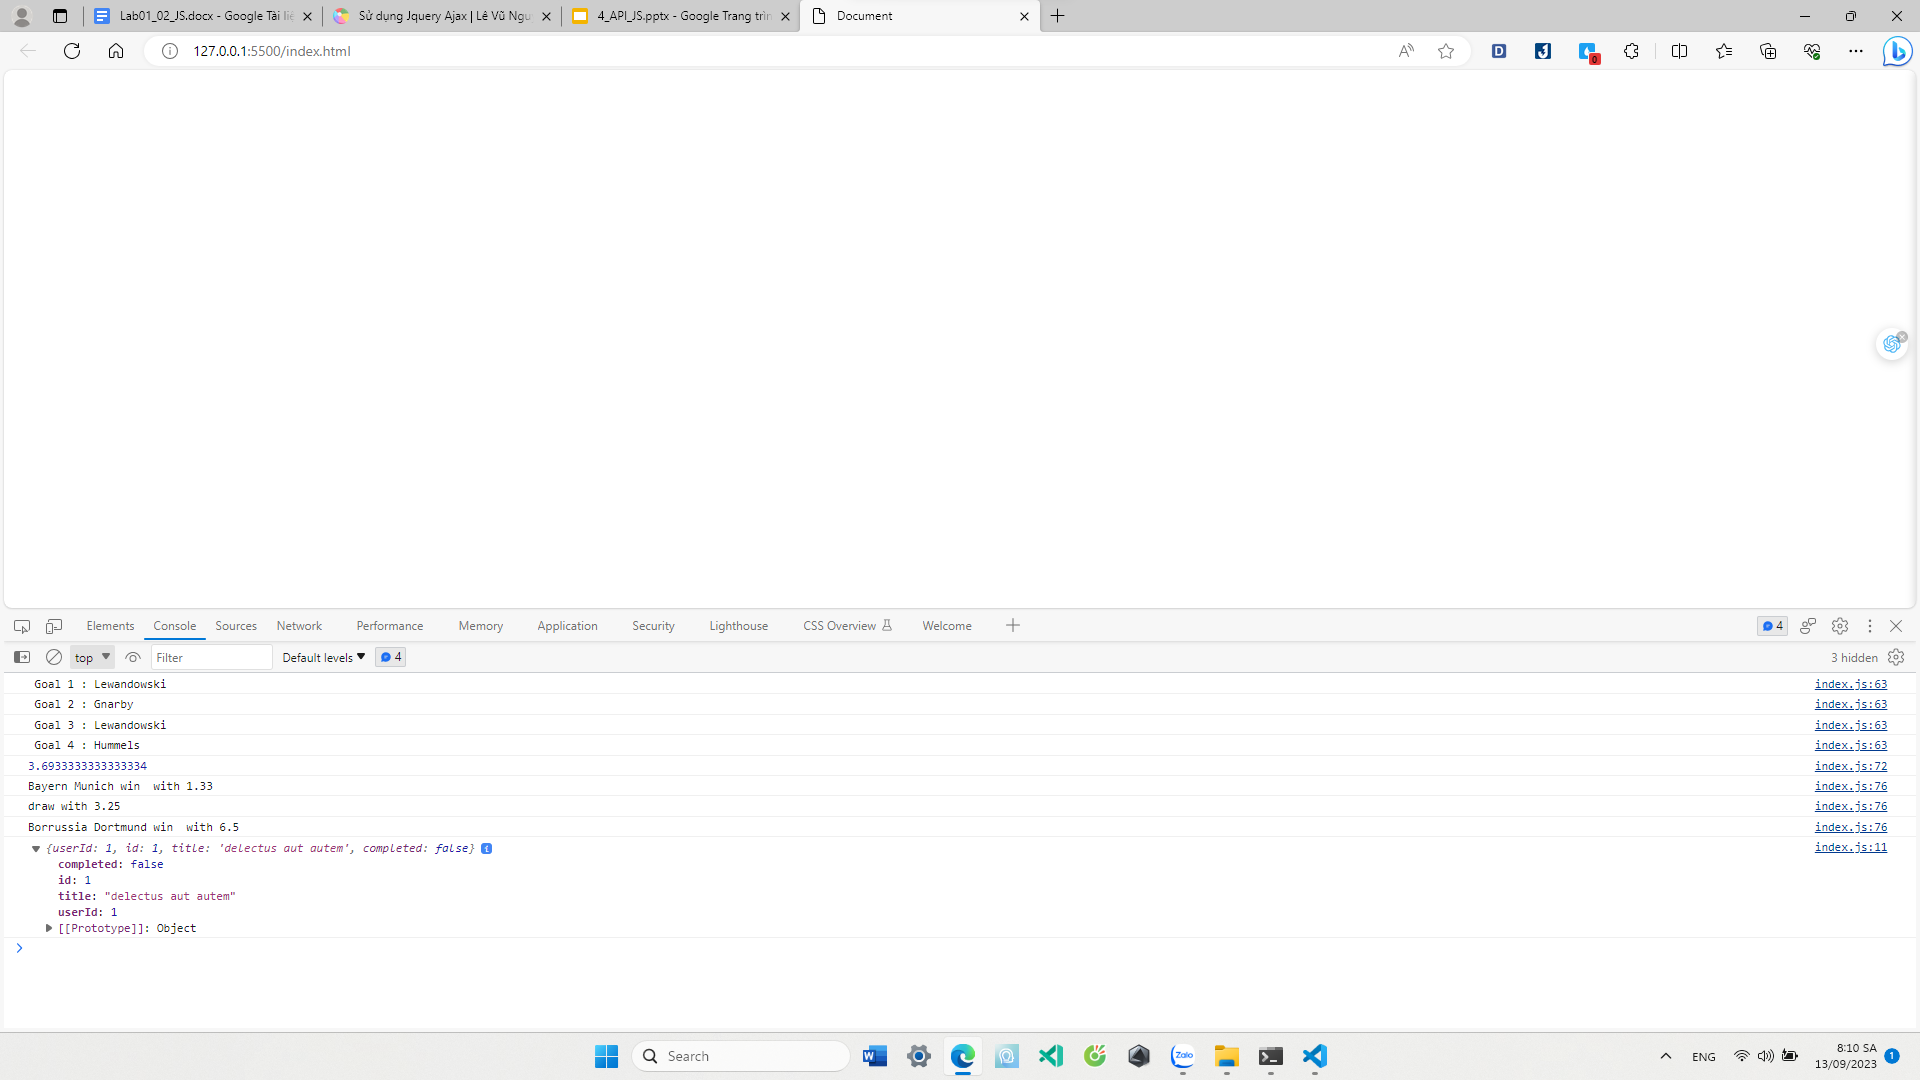 Lab01_02_JS.docx - Google Tài liệ
Sử dụng Jquery Ajax | Lê Vũ Ngu
4_API_JS.pptx - Google Trang trìn
Document
127.0.0.1:5500/index.html
0
Elements
Console
Sources
Network
Performance
Memory
Application
Security
Lighthouse
CSS Overview
Welcome
4
top
Filter
Default levels
4
3 hidden
Goal 1 : Lewandowski index.js:63
Goal 2 : Gnarby index.js:63
Goal 3 : Lewandowski index.js:63
Goal 4 : Hummels index.js:63
3.6933333333333334 index.js:72
Bayern Munich win  with 1.33 index.js:76
draw with 3.25 index.js:76
Borrussia Dortmund win  with 6.5 index.js:76
{userId: 1, id: 1, title: 'delectus aut autem', completed: false} index.js:11
completed: false
id: 1
title: "delectus aut autem"
userId: 1
[[Prototype]]: Object
Search
Zalo
ENG
8:10 SA
13/09/2023
1